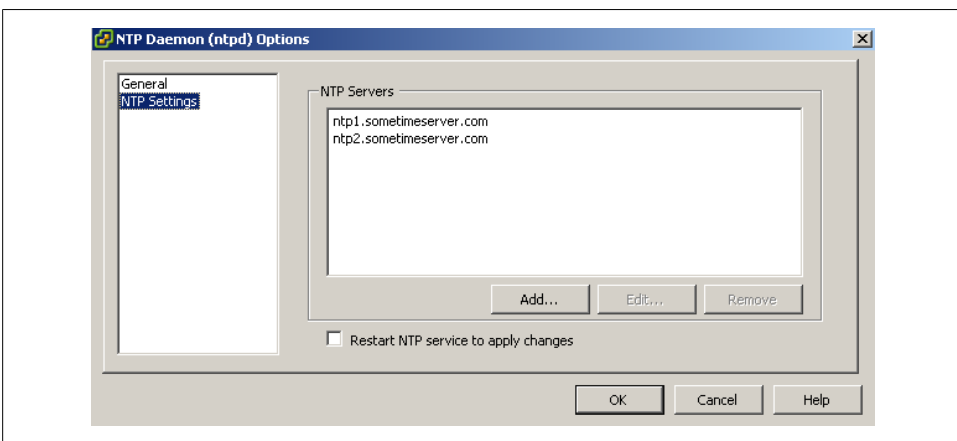 NTP Daemon (ntpd) Options
General
NTP Settings
NTP Servers
ntp1.sometimeserver.com
ntp2.sometimeserver.com
Add...
Edit...
Remove
Restart NTP service to apply changes
OK
Cancel
Help